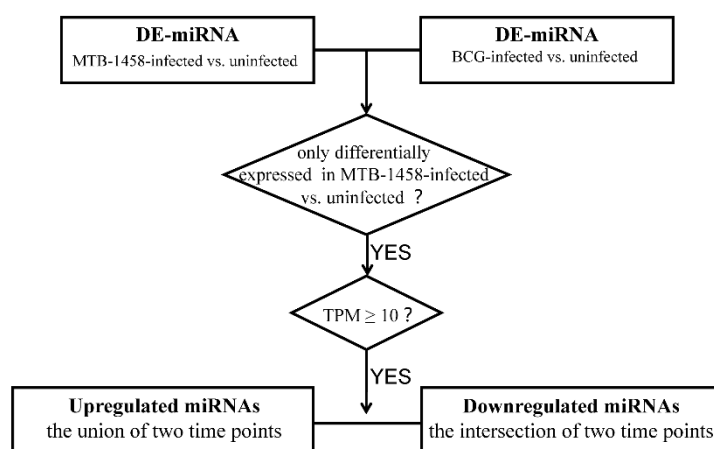 DE-miRNA
MTB-1458-infected vs. uninfected
DE-miRNA
BCG-infected vs. uninfected
only differentially
expressed in MTB-1458-infected
vs. uninfected ?
YES
TPM ≥ 10 ?
YES
Upregulated miRNAs
the union of two time points
Downregulated miRNAs
the intersection of two time points